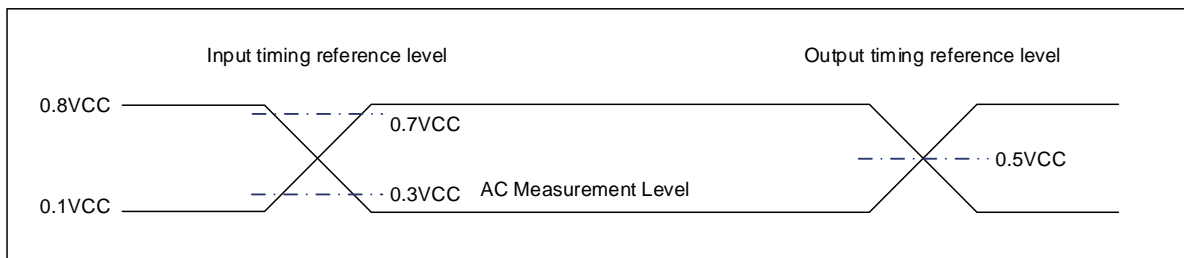 Input timing reference level
Output timing reference level
0.8VCC
0.7VCC
0.5VCC
0.3VCC
AC Measurement Level
0.1VCC